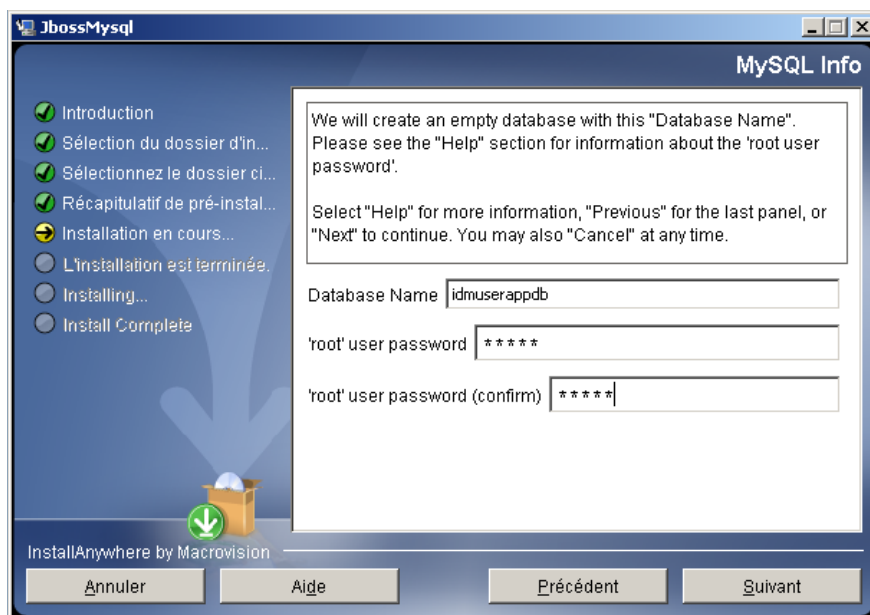 JbossMysql
MySQL Info
Introduction
Sélection du dossier d'in...
Sélectionnez le dossier ci...
Récapitulatif de pré-instal...
Installation en cours...
L'installation est terminée.
Installing...
Install Complete
We will create an empty database with this "Database Name".
Please see the "Help" section for information about the 'root user
password'.
Select "Help" for more information, "Previous" for the last panel, or
"Next" to continue. You may also "Cancel" at any time.
Database Name idmuserappdb
'root' user password *****
'root' user password (confirm) *****
InstallAnywhere by Macrovision
Annuler Aide Précédent Suivant